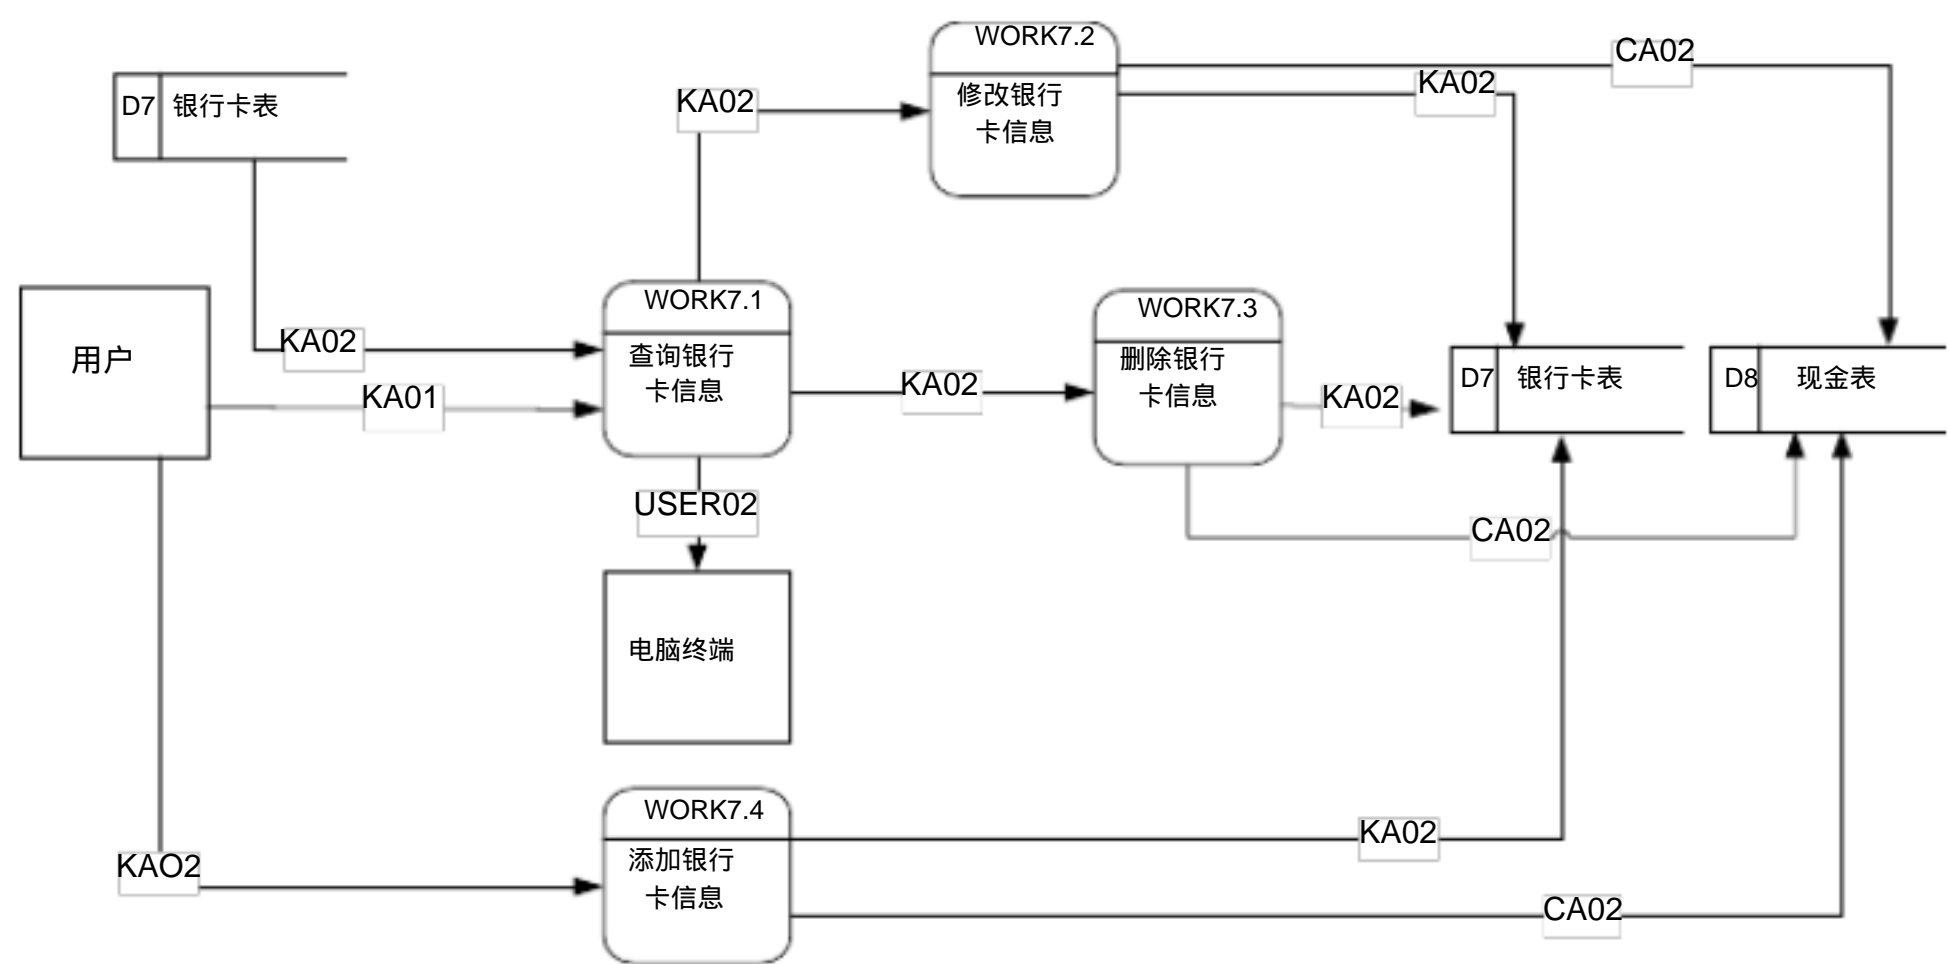 WORK7.2
CA02
KA02
D7 银行卡表
KA02
修改银行
卡信息
WORK7.1
WORK7.3
用户
KA02
查询银行
卡信息
删除银行
卡信息
D7 银行卡表
D8 现金表
KA01
KA02
KA02
USER02
CA02
电脑终端
WORK7.4
KA02
KAO2
添加银行
卡信息
CA02